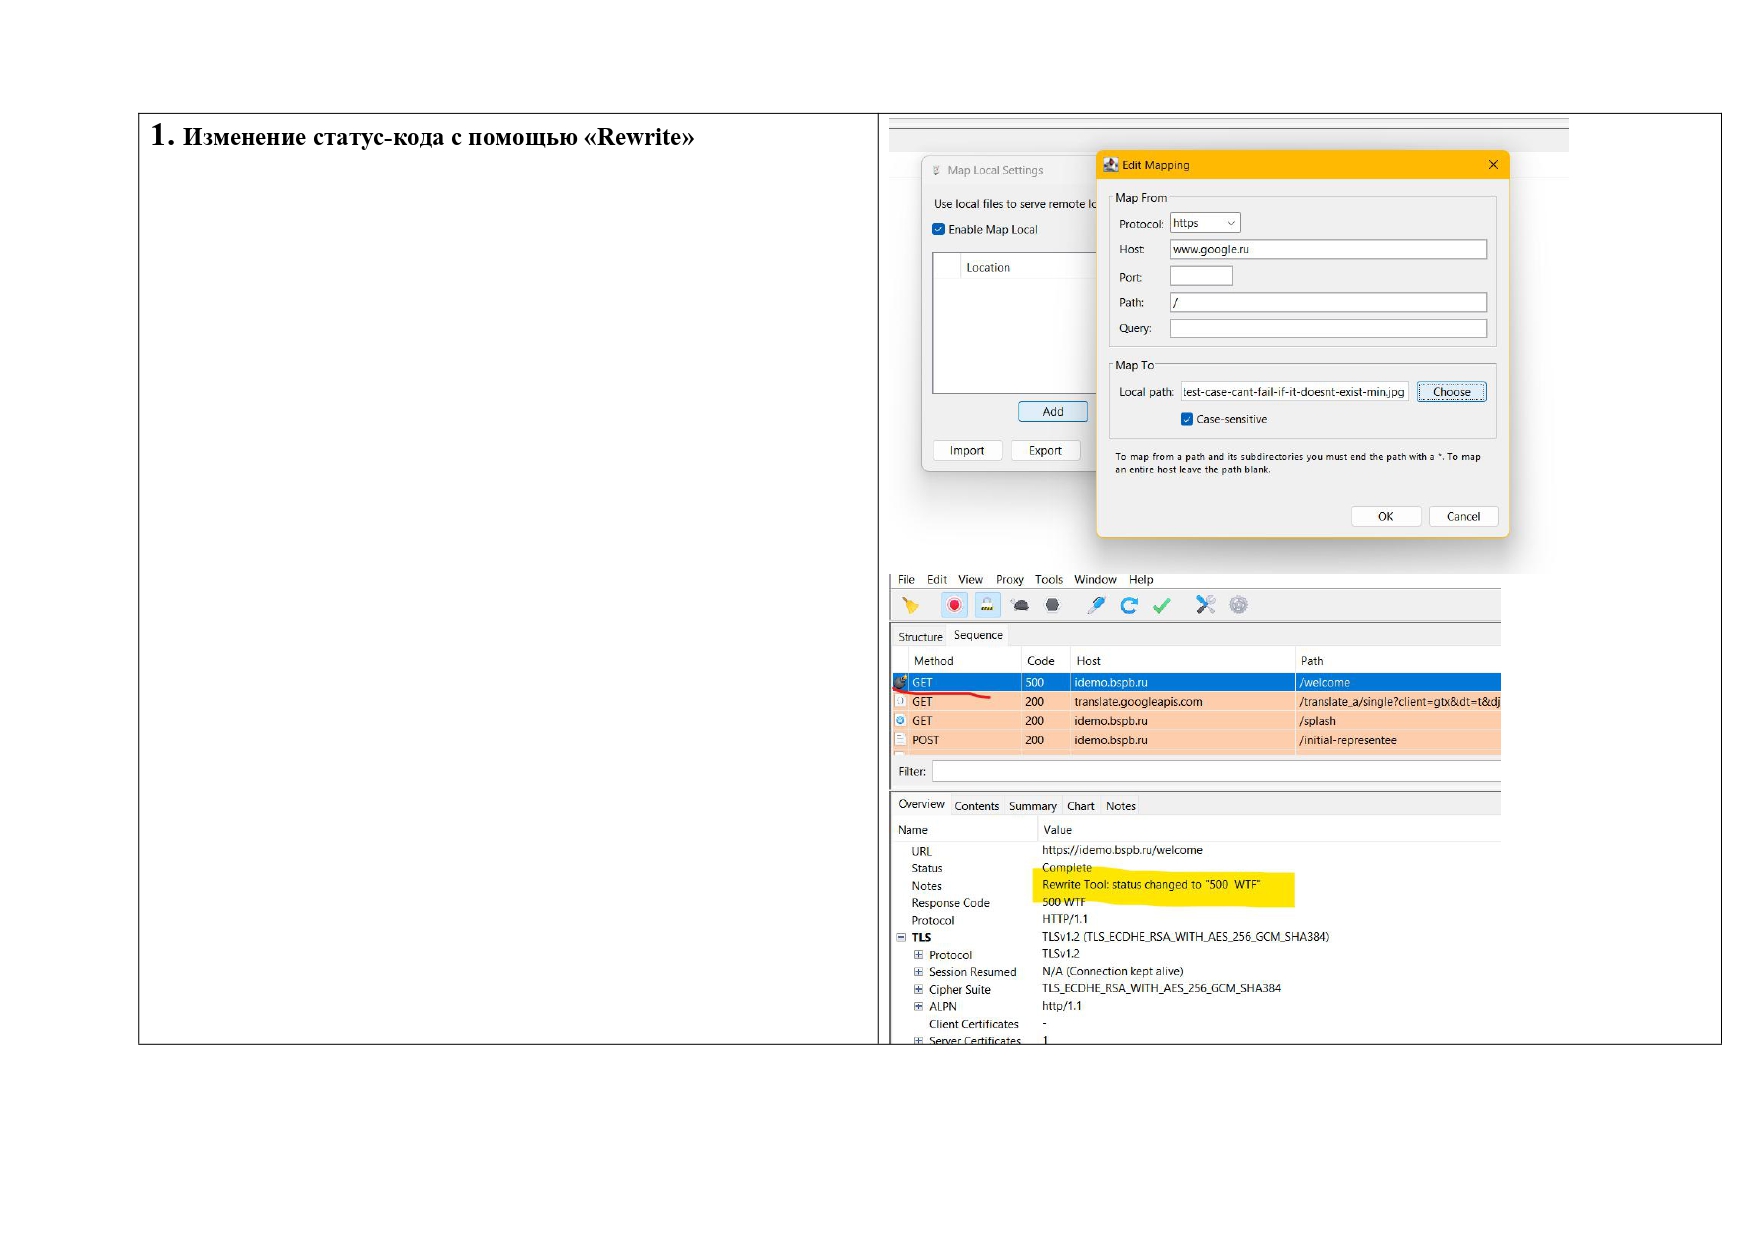 1. Изменение статус-кода с помощью «Rewrite»
Map Local Settings
Use local files to serve remote lo
Enable Map Local
Location
Add
Import Export
Edit Mapping
Map From
Protocol: https
Host: www.google.ru
Port:
Path: /
Query:
Map To
Local path: test-case-cant-fail-if-it-doesnt-exist-min.jpg Choose
Case-sensitive
To map from a path and its subdirectories you must end the path with a *. To map
an entire host leave the path blank.
OK Cancel
File Edit View Proxy Tools Window Help
Structure Sequence
Method Code Host Path
GET 500 idemo.bspb.ru /welcome
GET 200 translate.googleapis.com /translate_a/single?client=gtx&dt=t&dj
GET 200 idemo.bspb.ru /splash
POST 200 idemo.bspb.ru /initial-representee
Filter:
Overview Contents Summary Chart Notes
Name Value
URL https://idemo.bspb.ru/welcome
Status Complete
Notes Rewrite Tool: status changed to "500 WTF"
Response Code 500 WTF
Protocol HTTP/1.1
TLS TLSv1.2 (TLS_ECDHE_RSA_WITH_AES_256_GCM_SHA384)
Protocol TLSv1.2
Session Resumed N/A (Connection kept alive)
Cipher Suite TLS_ECDHE_RSA_WITH_AES_256_GCM_SHA384
ALPN http/1.1
Client Certificates -
Server Certificates 1